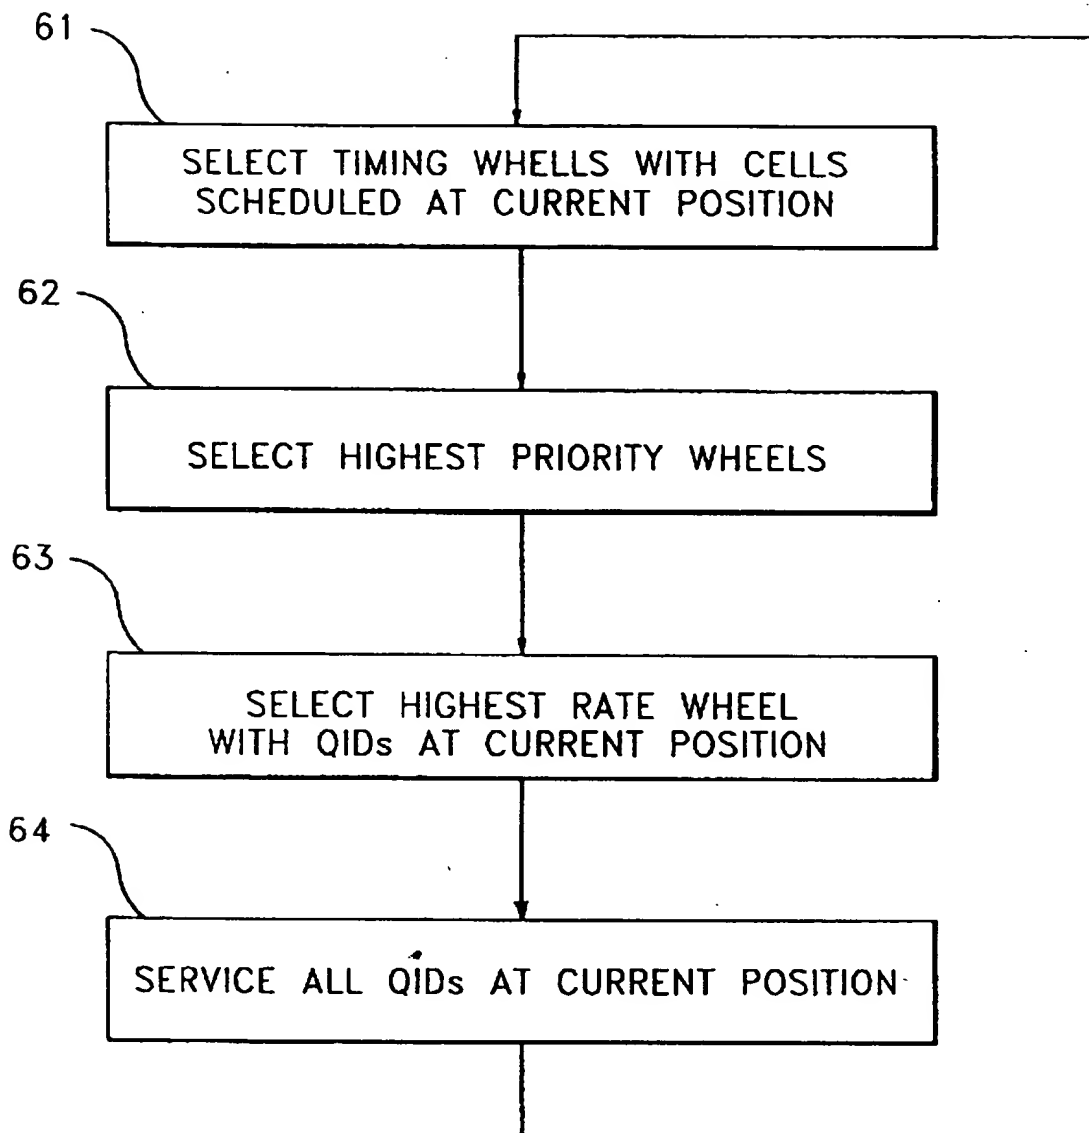 61
SELECT TIMING WHELLS WITH CELLS
SCHEDULED AT CURRENT POSITION
62
SELECT HIGHEST PRIORITY WHEELS
63
SELECT HIGHEST RATE WHEEL
WITH QIDs AT CURRENT POSITION
64
SERVICE ALL QIDs AT CURRENT POSITION